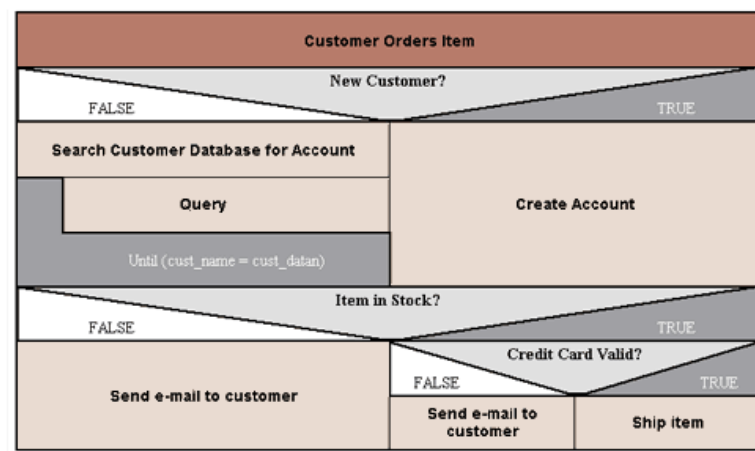 Customer Orders Item
New Customer?
FALSE
TRUE
Search Customer Database for Account
Query
Create Account
Until (cust_name = cust_datan)
Item in Stock?
FALSE
TRUE
Credit Card Valid?
FALSE
TRUE
Send e-mail to customer
Send e-mail to
customer
Ship item